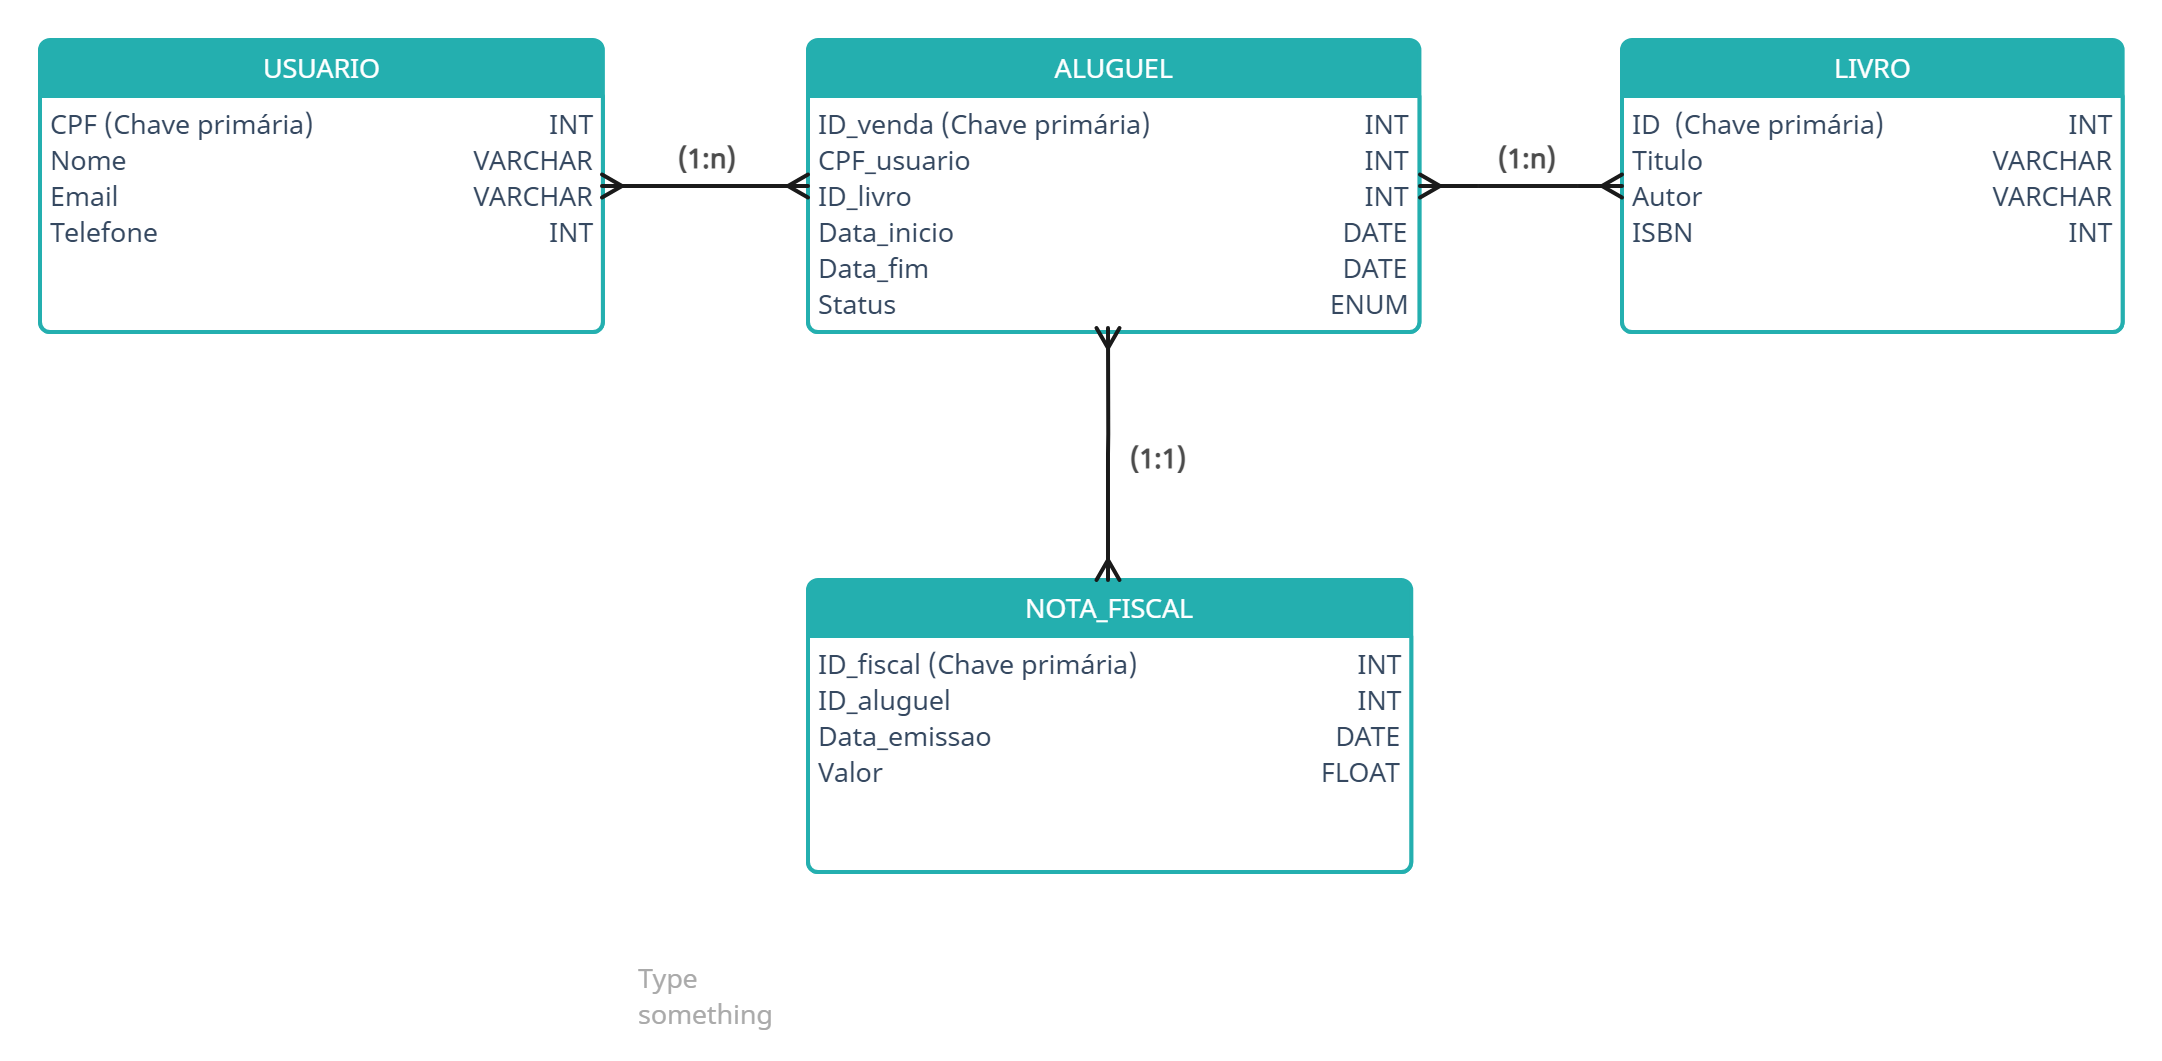 USUARIO
CPF (Chave primária) INT
Nome VARCHAR
Email VARCHAR
Telefone INT
(1:n)
ALUGUEL
ID_venda (Chave primária) INT
CPF_usuario INT
ID_livro INT
Data_inicio DATE
Data_fim DATE
Status ENUM
(1:n)
LIVRO
ID (Chave primária) INT
Titulo VARCHAR
Autor VARCHAR
ISBN INT
(1:1)
NOTA_FISCAL
ID_fiscal (Chave primária) INT
ID_aluguel INT
Data_emissao DATE
Valor FLOAT
Type
something